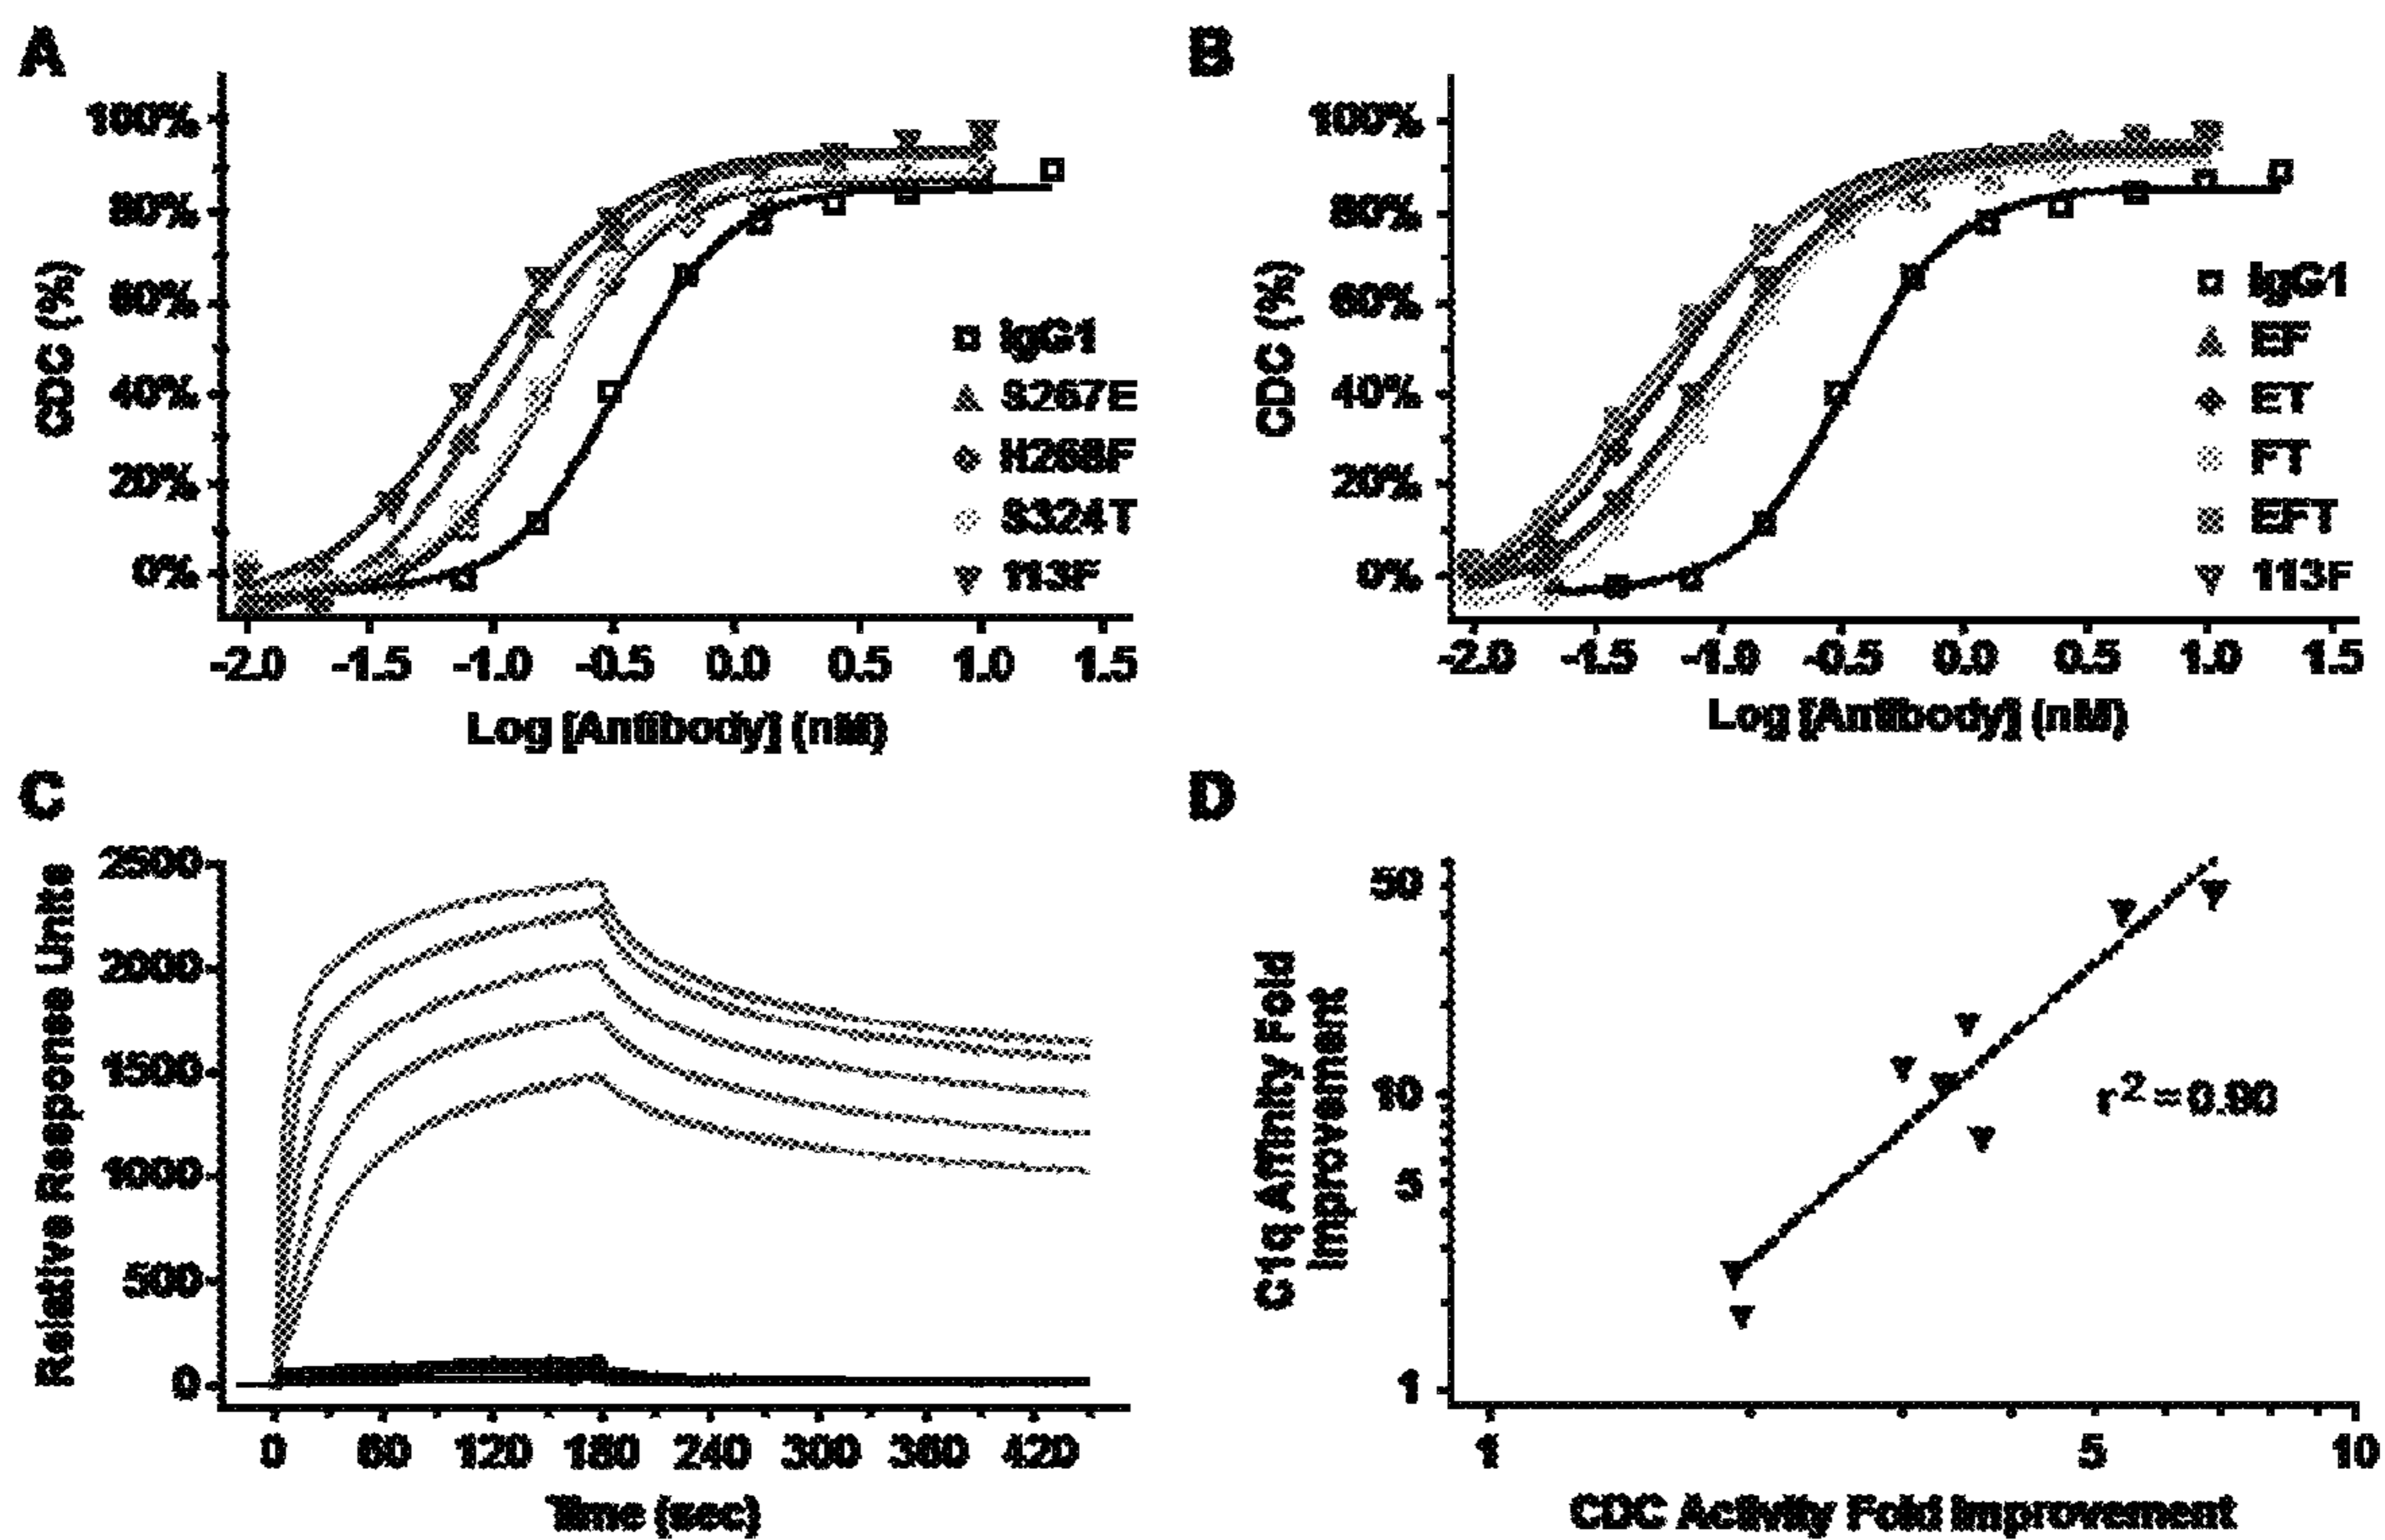 A
100%
80%
60%
40%
20%
0%
CDC (%)
-2.0 -1.5 -1.0 -0.5 0.0 0.5 1.0 1.5
Log [Antibody] (nM)
IgG1
S267E
H268F
S324T
113F
B
100%
80%
60%
40%
20%
0%
CDC (%)
-2.0 -1.5 -1.0 -0.5 0.0 0.5 1.0 1.5
Log [Antibody] (nM)
IgG1
EF
ET
FT
EFT
113F
C
2500
2000
1500
1000
500
0
Relative Response Units
0 60 120 180 240 300 360 420
Time (sec)
D
50
10
5
1
C1q Affinity Fold
Improvement
r2 = 0.90
1 5 10
CDC Activity Fold Improvement